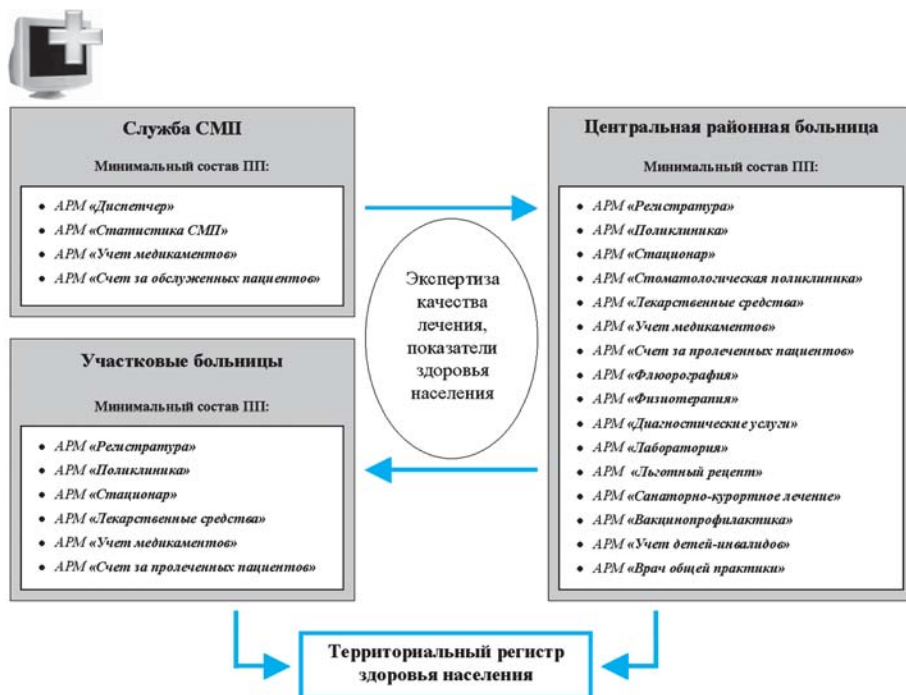 Служба СМП
Минимальный состав ПП:
• АРМ «Диспетчер»
• АРМ «Статистика СМП»
• АРМ «Учет медикаментов»
• АРМ «Счет за обслуженных пациентов»
Участковые больницы
Минимальный состав ПП:
• АРМ «Регистратура»
• АРМ «Поликлиника»
• АРМ «Стационар»
• АРМ «Лекарственные средства»
• АРМ «Учет медикаментов»
• АРМ «Счет за пролеченных пациентов»
Экспертиза
качества
лечения,
показатели
здоровья
населения
Центральная районная больница
Минимальный состав ПП:
• АРМ «Регистратура»
• АРМ «Поликлиника»
• АРМ «Стационар»
• АРМ «Стоматологическая поликлиника»
• АРМ «Лекарственные средства»
• АРМ «Учет медикаментов»
• АРМ «Счет за пролеченных пациентов»
• АРМ «Флюорография»
• АРМ «Физиотерапия»
• АРМ «Диагностические услуги»
• АРМ «Лаборатория»
• АРМ «Льготный рецепт»
• АРМ «Санаторно-курортное лечение»
• АРМ «Вакцинопрофилактика»
• АРМ «Учет детей-инвалидов»
• АРМ «Врач общей практики»
Территориальный регистр
здоровья населения